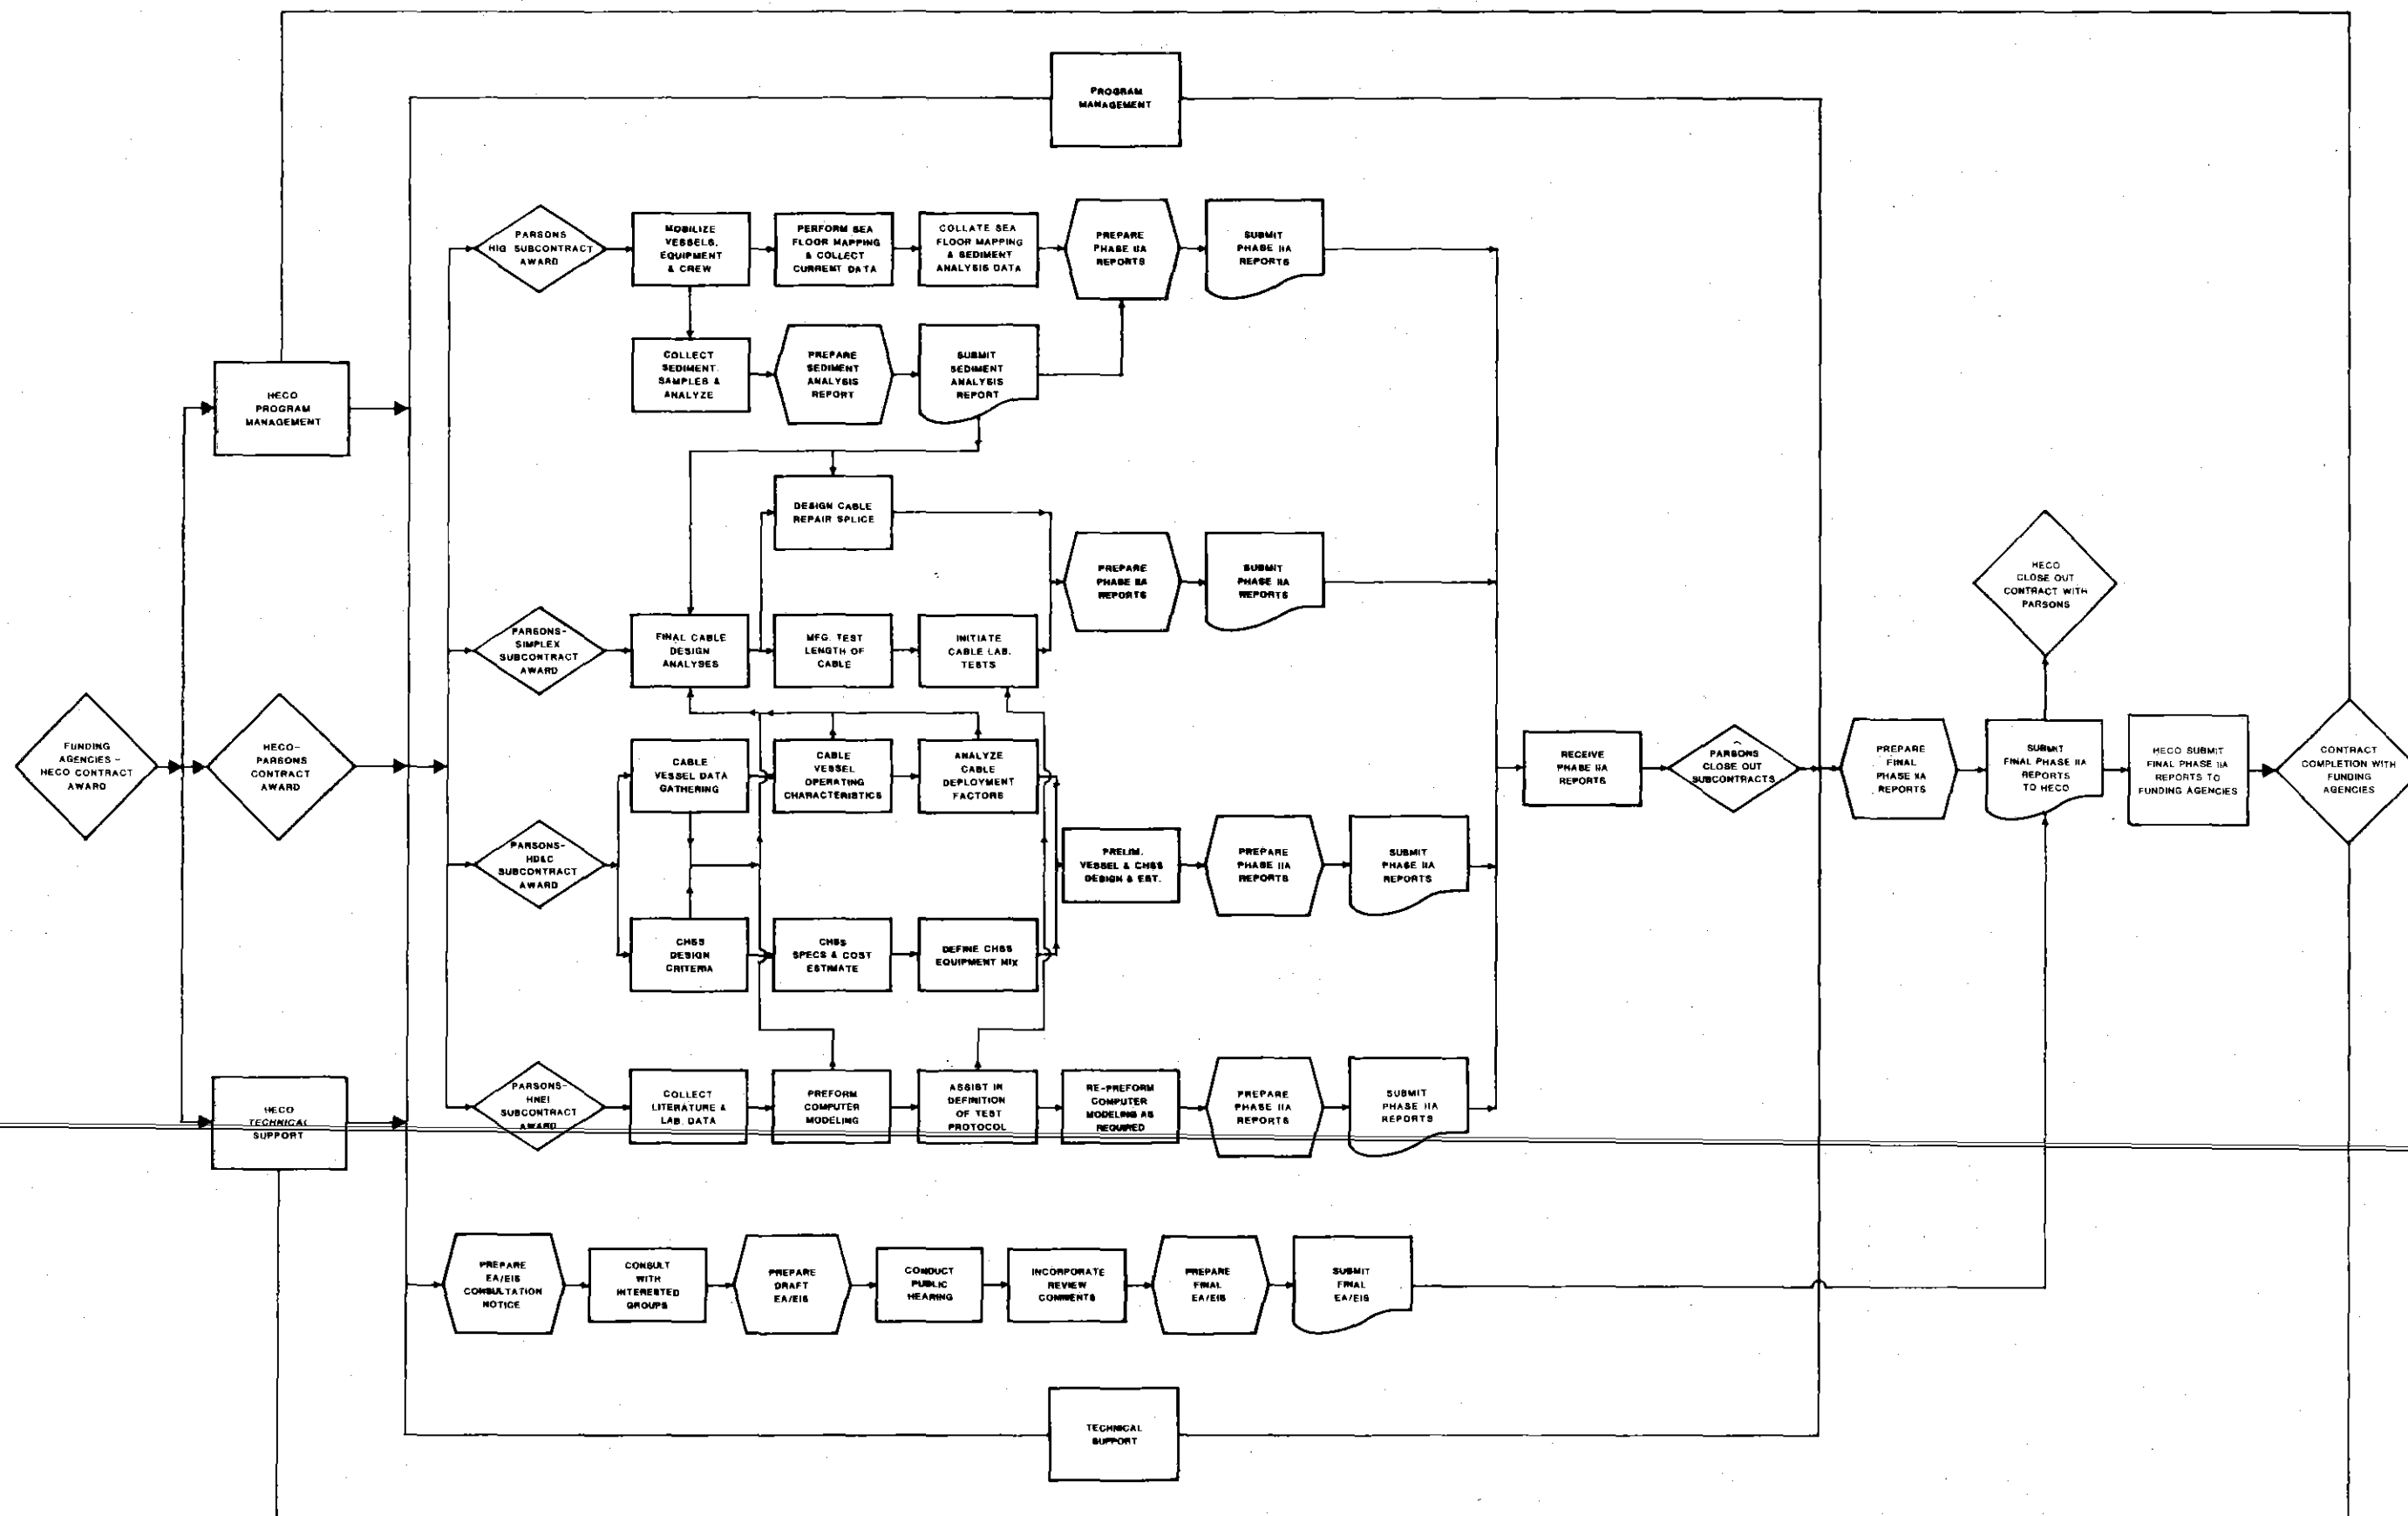 PROGRAM
MANAGEMENT
PARSONS
HIG SUBCONTRACT
AWARD
MOBILIZE
VESSELS,
EQUIPMENT
& CREW
PERFORM SEA
FLOOR MAPPING
& COLLECT
CURRENT DATA
COLLATE SEA
FLOOR MAPPING
& SEDIMENT
ANALYSIS DATA
PREPARE
PHASE IIA
REPORTS
SUBMIT
PHASE IIA
REPORTS
COLLECT
SEDIMENT.
SAMPLES &
ANALYZE
PREPARE
SEDIMENT
ANALYSIS
REPORT
SUBMIT
SEDIMENT
ANALYSIS
REPORT
HECO
PROGRAM
MANAGEMENT
DESIGN CABLE
REPAIR SPLICE
PREPARE
PHASE IIA
REPORTS
SUBMIT
PHASE IIA
REPORTS
HECO
CLOSE OUT
CONTRACT WITH
PARSONS
PARSONS-
SIMPLEX
SUBCONTRACT
AWARD
FINAL CABLE
DESIGN
ANALYSES
MFG. TEST
LENGTH OF
CABLE
INITIATE
CABLE LAB.
TESTS
FUNDING
AGENCIES -
HECO CONTRACT
AWARD
HECO-
PARSONS
CONTRACT
AWARD
CABLE
VESSEL DATA
GATHERING
CABLE
VESSEL
OPERATING
CHARACTERISTICS
ANALYZE
CABLE
DEPLOYMENT
FACTORS
RECEIVE
PHASE IIA
REPORTS
PARSONS
CLOSE OUT
SUBCONTRACTS
PREPARE
FINAL
PHASE IIA
REPORTS
SUBMIT
FINAL PHASE IIA
REPORTS
TO HECO
HECO SUBMIT
FINAL PHASE IIA
REPORTS TO
FUNDING AGENCIES
CONTRACT
COMPLETION WITH
FUNDING
AGENCIES
PARSONS-
HD&C
SUBCONTRACT
AWARD
PRELIM.
VESSEL & CHSS
DESIGN & EST.
PREPARE
PHASE IIA
REPORTS
SUBMIT
PHASE IIA
REPORTS
CHSS
DESIGN
CRITERIA
CHSS
SPECS & COST
ESTIMATE
DEFINE CHSS
EQUIPMENT MIX
HECO
TECHNICAL
SUPPORT
PARSONS-
HNEI
SUBCONTRACT
AWARD
COLLECT
LITERATURE &
LAB. DATA
PREFORM
COMPUTER
MODELING
ASSIST IN
DEFINITION
OF TEST
PROTOCOL
RE-PREFORM
COMPUTER
MODELING AS
REQUIRED
PREPARE
PHASE IIA
REPORTS
SUBMIT
PHASE IIA
REPORTS
PREPARE
EA/EIS
CONSULTATION
NOTICE
CONSULT
WITH
INTERESTED
GROUPS
PREPARE
DRAFT
EA/EIS
CONDUCT
PUBLIC
HEARING
INCORPORATE
REVIEW
COMMENTS
PREPARE
FINAL
EA/EIS
SUBMIT
FINAL
EA/EIS
TECHNICAL
SUPPORT